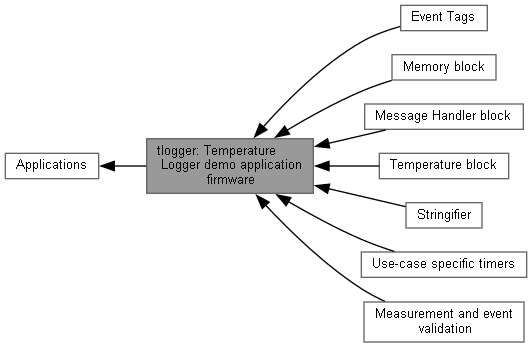 Event Tags
Memory block
Message Handler block
tlogger: Temperature
Logger demo application
firmware
Applications
Temperature block
Stringifier
Use-case specific timers
Measurement and event
validation